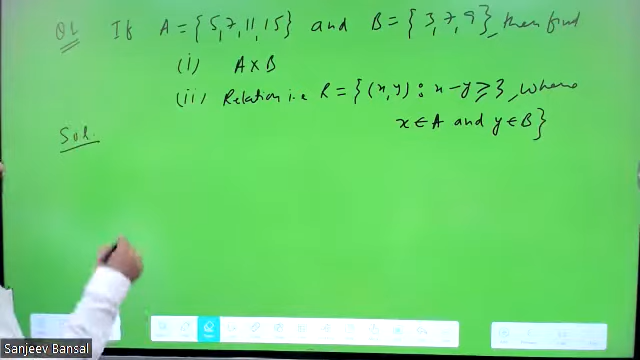 Q1. If A = {5, 7, 11, 15} and B = {3, 7, 9}, then find
(i) A×B
(ii) Relation i.e R = {(x, y) : x-y ≥ 3, where
x ∈ A and y ∈ B}
Sol.
Sanjeev Bansal